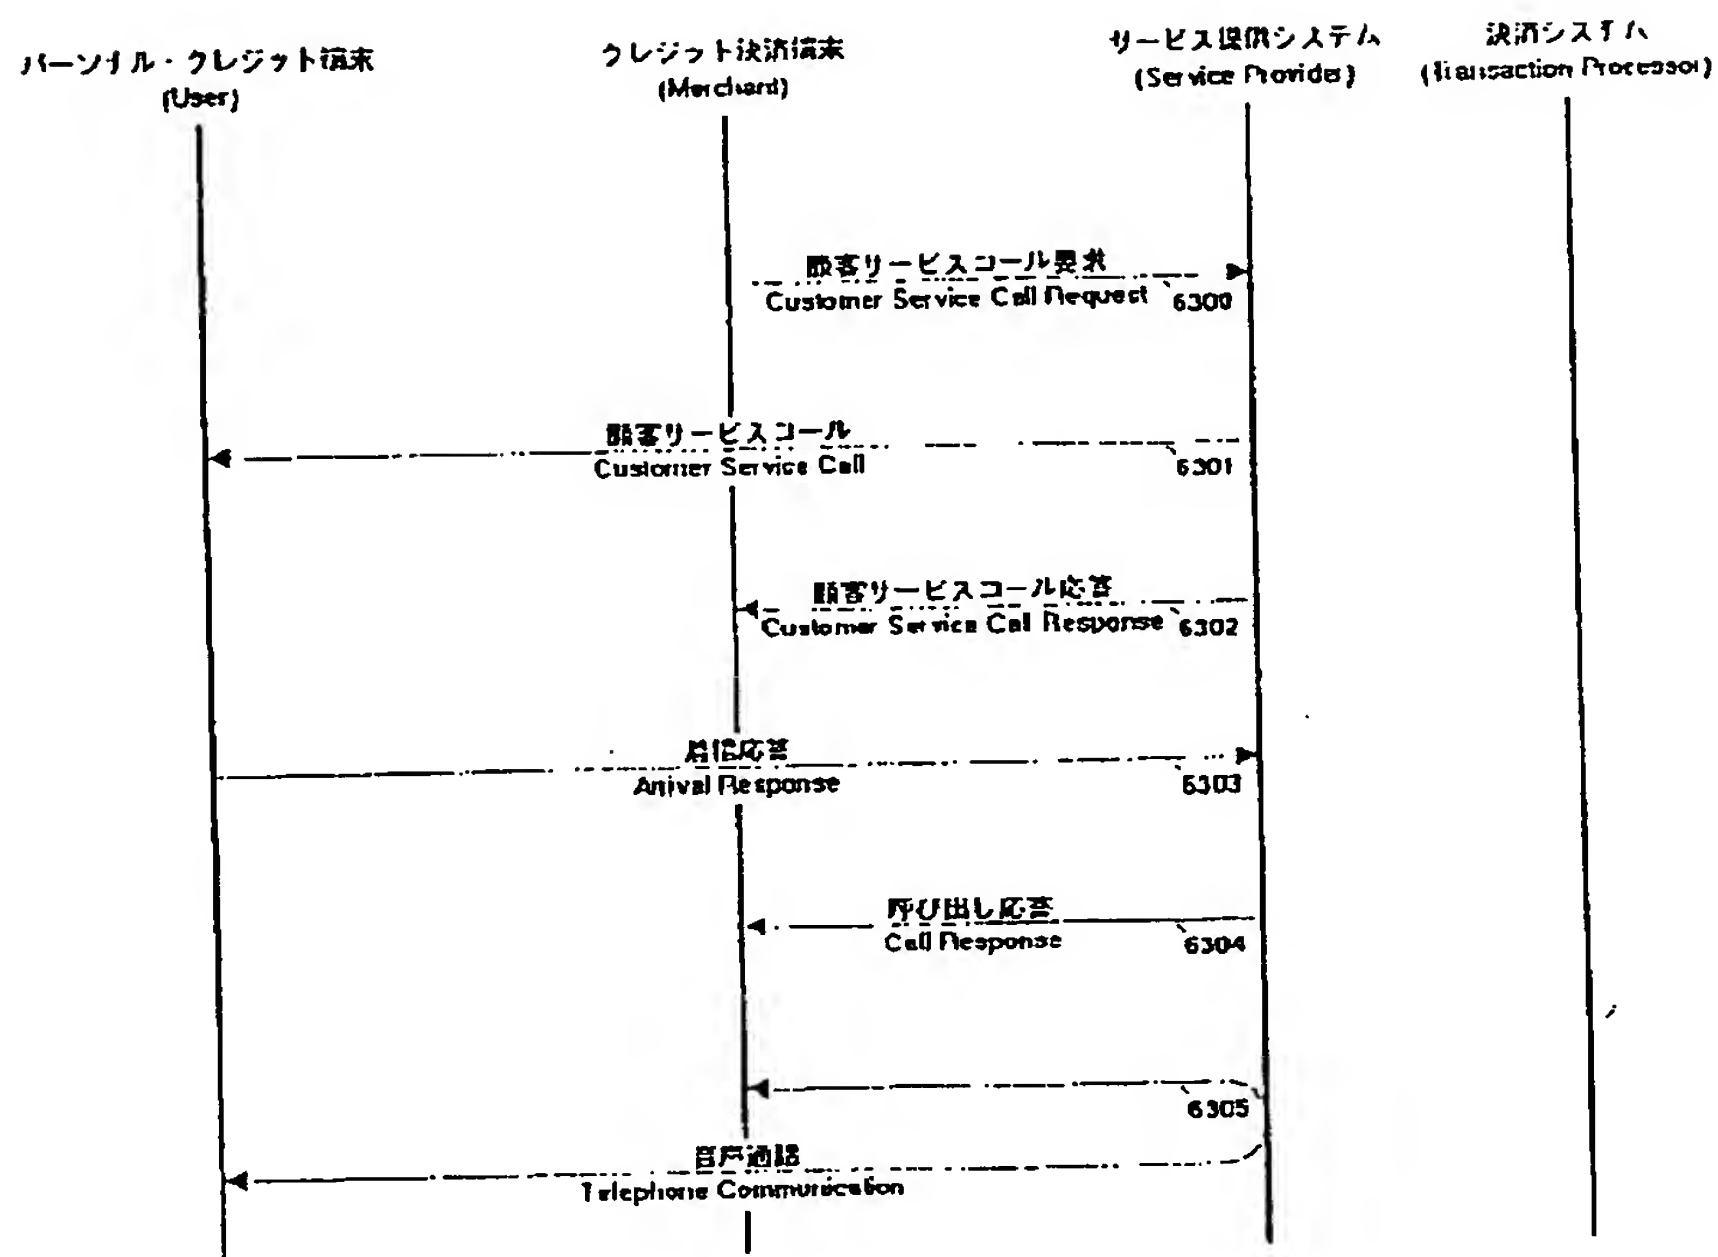 パーソナル・クレジット端末
(User)
クレジット決済端末
(Merchant)
サービス提供システム
(Service Provider)
決済システム
(Transaction Processor)
顧客サービスコール要求
Customer Service Call Request
6300
顧客サービスコール
Customer Service Call
6301
顧客サービスコール応答
Customer Service Call Response
6302
着信応答
Arrival Response
6303
呼び出し応答
Call Response
6304
6305
音声通話
Telephone Communication